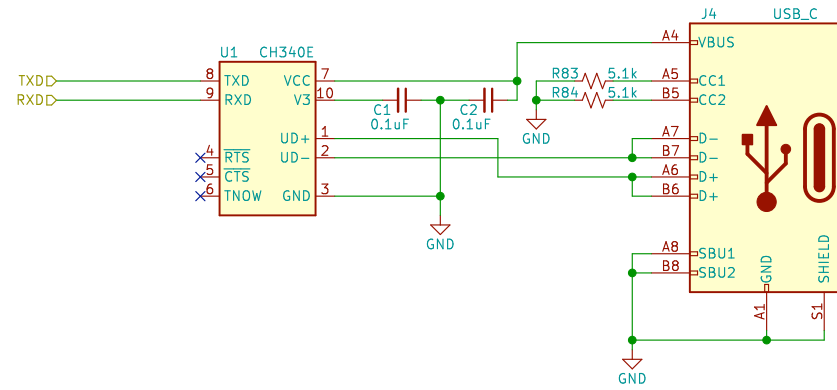 J4 USB_C
U1 CH340E
TXD 8 TXD VCC 7
RXD 9 RXD V3 10
C1 0.1uF
C2 0.1uF
UD+ 1
4 RTS UD- 2
5 CTS
6 TNOW GND 3
GND
R83 5.1k
R84 5.1k
GND
A4 VBUS
A5 CC1
B5 CC2
A7 D-
B7 D-
A6 D+
B6 D+
A8 SBU1
B8 SBU2
GND
SHIELD
A1
S1
GND